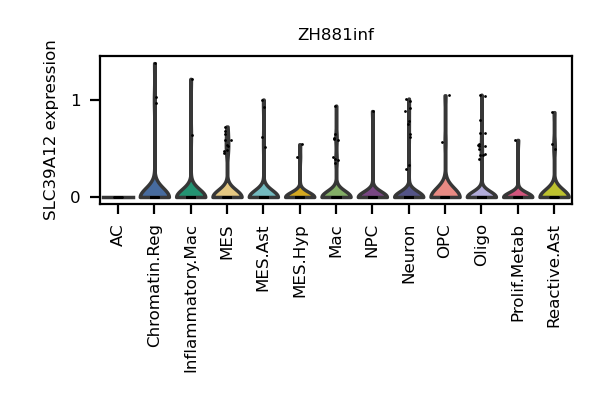 ZH881inf
SLC39A12 expression
1
0
AC
Chromatin.Reg
Inflammatory.Mac
MES
MES.Ast
MES.Hyp
Mac
NPC
Neuron
OPC
Oligo
Prolif.Metab
Reactive.Ast